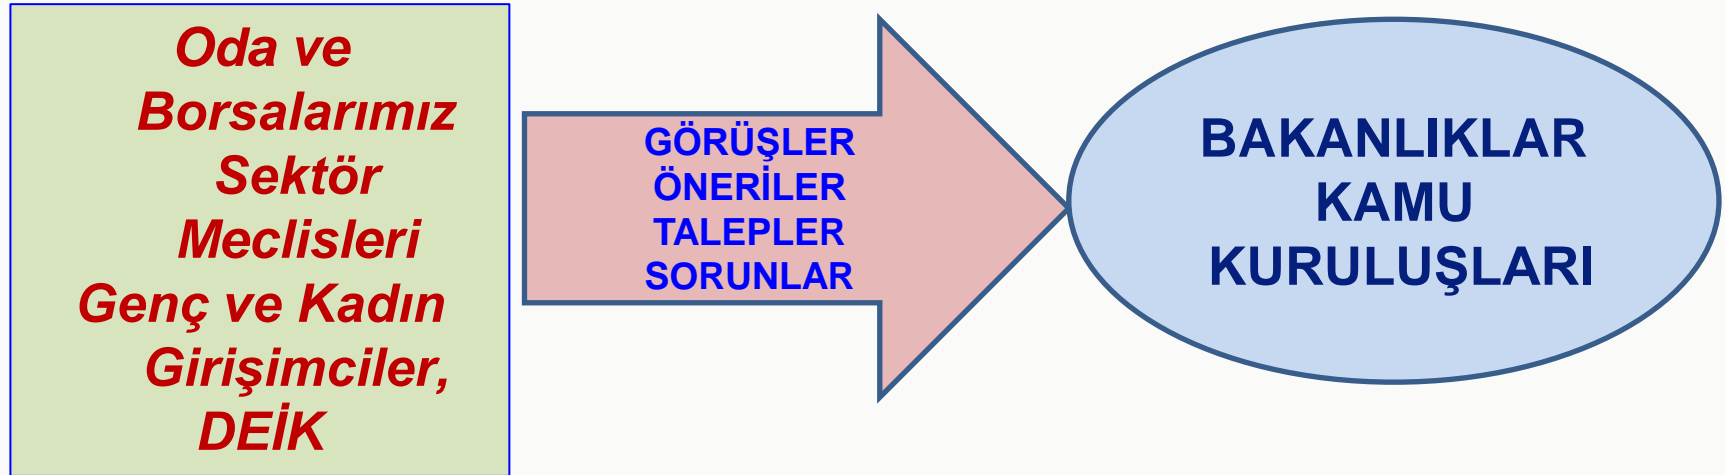 Oda ve
Borsalarımız
Sektör
Meclisleri
Genç ve Kadın
Girişimciler,
DEİK
GÖRÜŞLER
ÖNERİLER
TALEPLER
SORUNLAR
BAKANLIKLAR
KAMU
KURULUŞLARI